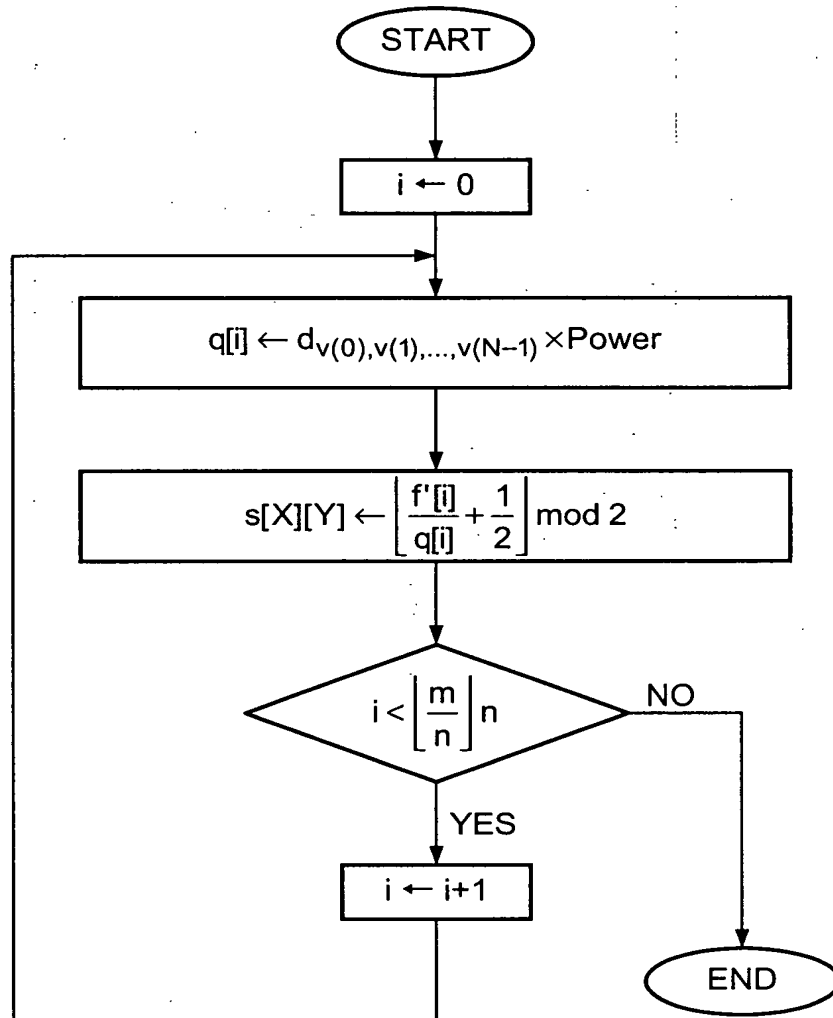 START
i ← 0
q[i] ← d_{v(0),v(1),...,v(N−1)} ×Power
s[X][Y] ← ⌊f'[i]/q[i] + 1/2⌋ mod 2
i < ⌊m/n⌋ n
NO
YES
i ← i+1
END